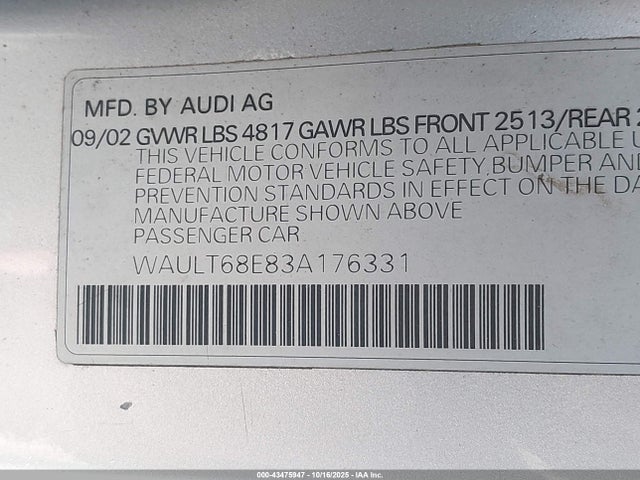 MFD. BY AUDI AG
09/02 GVWR LBS 4817 GAWR LBS FRONT 2513/REAR 2
THIS VEHICLE CONFORMS TO ALL APPLICABLE U
FEDERAL MOTOR VEHICLE SAFETY, BUMPER AND
PREVENTION STANDARDS IN EFFECT ON THE DA
MANUFACTURE SHOWN ABOVE
PASSENGER CAR
WAULT68E83A176331
000-43475947 - 10/16/2025 - Copyright © IAA, Inc.